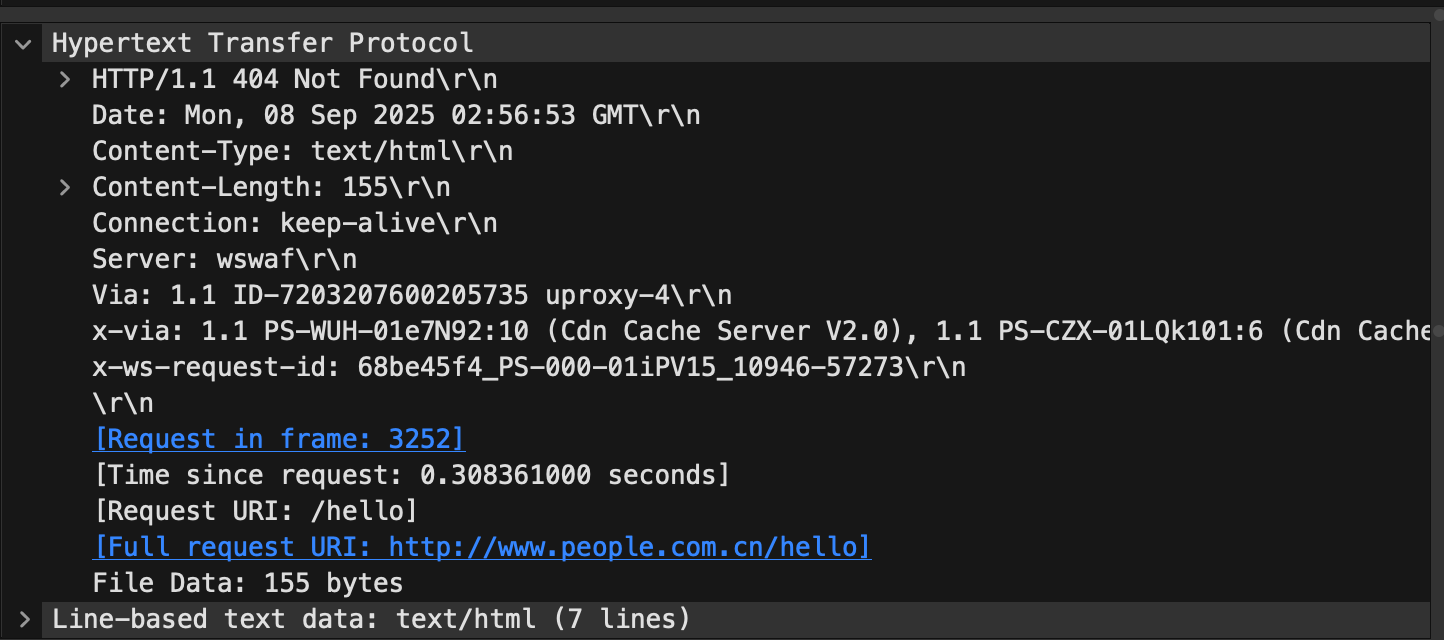 Hypertext Transfer Protocol
HTTP/1.1 404 Not Found\r\n
Date: Mon, 08 Sep 2025 02:56:53 GMT\r\n
Content-Type: text/html\r\n
Content-Length: 155\r\n
Connection: keep-alive\r\n
Server: wswaf\r\n
Via: 1.1 ID-7203207600205735 uproxy-4\r\n
x-via: 1.1 PS-WUH-01e7N92:10 (Cdn Cache Server V2.0), 1.1 PS-CZX-01LQk101:6 (Cdn Cache
x-ws-request-id: 68be45f4_PS-000-01iPV15_10946-57273\r\n
\r\n
[Request in frame: 3252]
[Time since request: 0.308361000 seconds]
[Request URI: /hello]
[Full request URI: http://www.people.com.cn/hello]
File Data: 155 bytes
Line-based text data: text/html (7 lines)